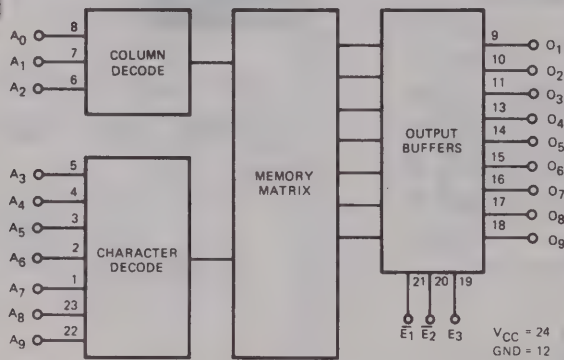 A0 8
A1 7
A2 6
COLUMN
DECODE
A3 5
A4 4
A5 3
A6 2
A7 1
A8 23
A9 22
CHARACTER
DECODE
MEMORY
MATRIX
OUTPUT
BUFFERS
9 O1
10 O2
11 O3
13 O4
14 O5
15 O6
16 O7
17 O8
18 O9
21 20 19
E̅1 E̅2 E3
VCC = 24
GND = 12